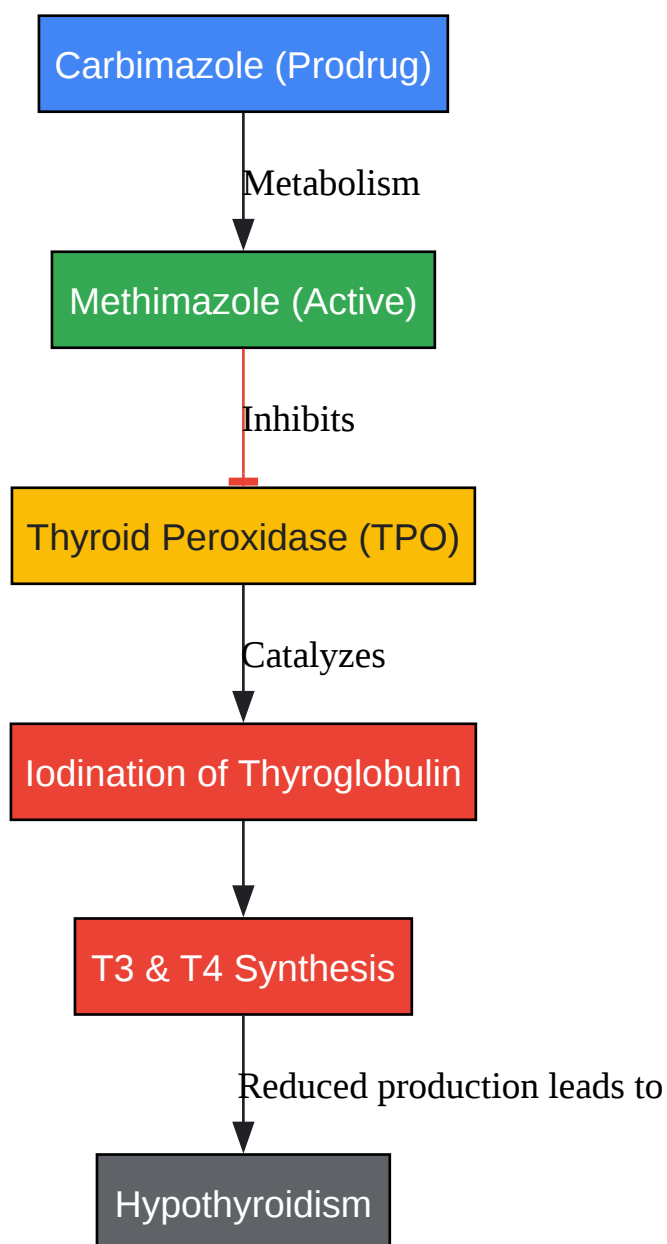 Carbimazole (Prodrug)
Metabolism
Methimazole (Active)
Inhibits
Thyroid Peroxidase (TPO)
Catalyzes
Iodination of Thyroglobulin
T3 & T4 Synthesis
Reduced production leads to
Hypothyroidism